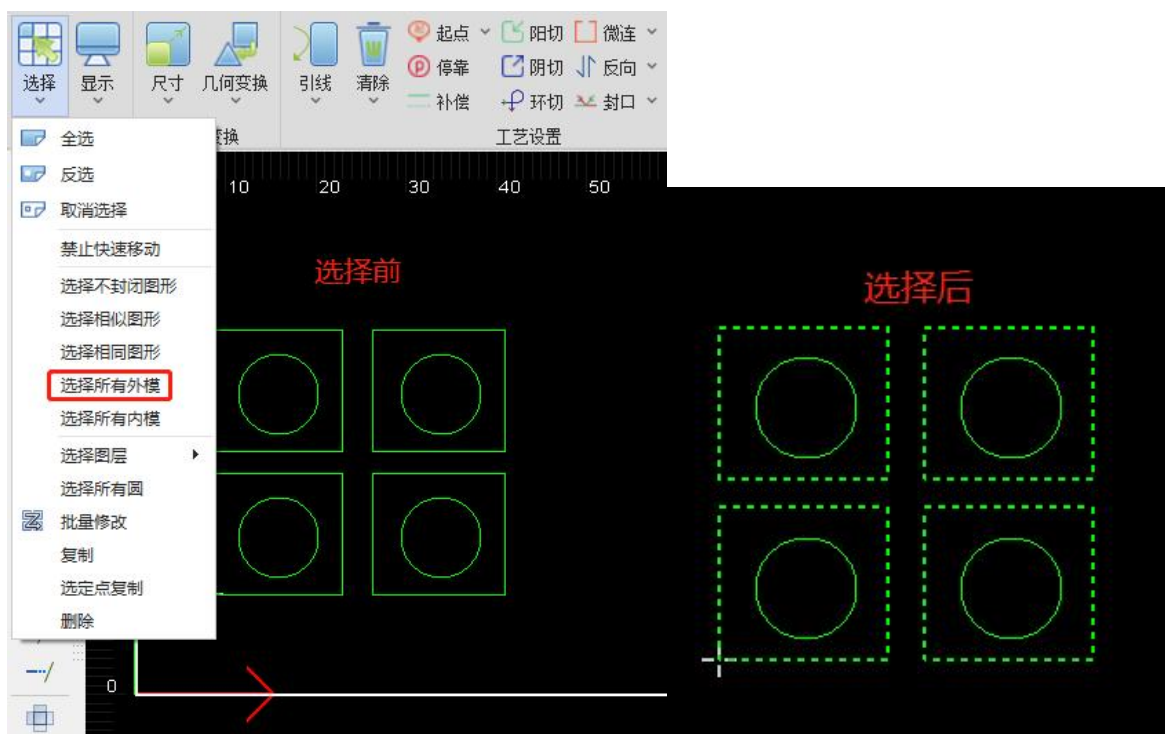 选择
显示
尺寸
几何变换
引线
清除
起点
阳切
微连
停靠
阴切
反向
补偿
环切
封口
变换
工艺设置
全选
反选
取消选择
禁止快速移动
选择不封闭图形
选择相似图形
选择相同图形
选择所有外模
选择所有内模
选择图层
选择所有圆
批量修改
复制
选定点复制
删除
10 20 30 40 50
选择前
0
选择后